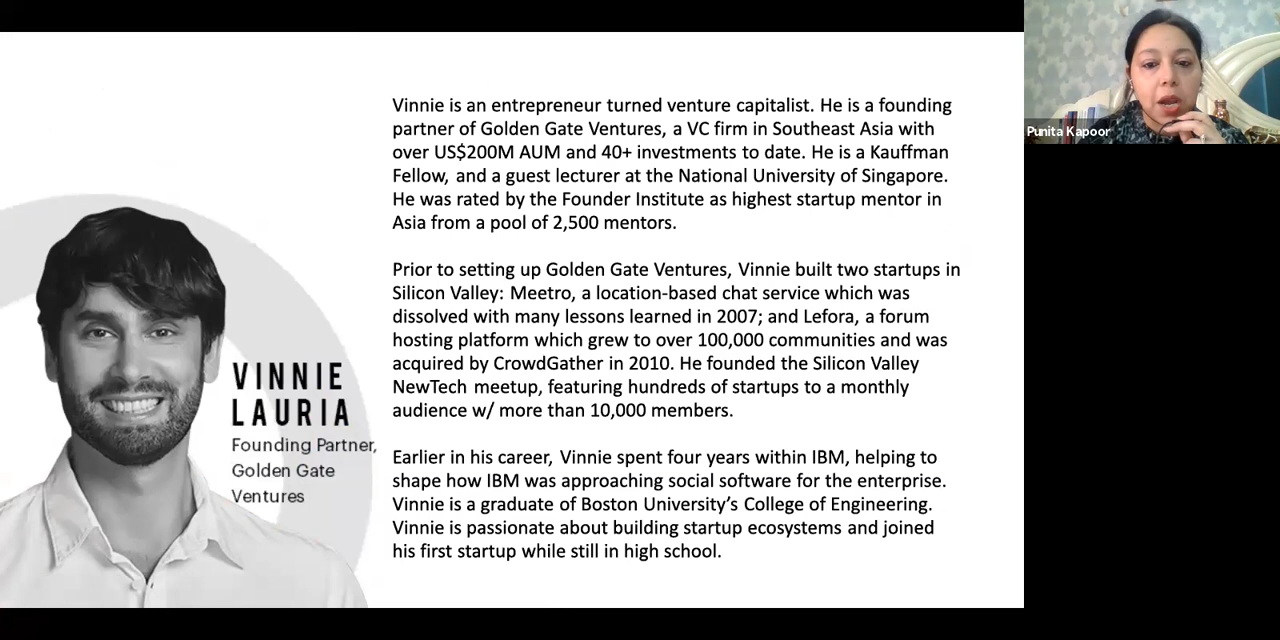 Vinnie is an entrepreneur turned venture capitalist. He is a founding
partner of Golden Gate Ventures, a VC firm in Southeast Asia with
over US$200M AUM and 40+ investments to date. He is a Kauffman
Fellow, and a guest lecturer at the National University of Singapore.
He was rated by the Founder Institute as highest startup mentor in
Asia from a pool of 2,500 mentors.
Prior to setting up Golden Gate Ventures, Vinnie built two startups in
Silicon Valley: Meetro, a location-based chat service which was
dissolved with many lessons learned in 2007; and Lefora, a forum
hosting platform which grew to over 100,000 communities and was
acquired by CrowdGather in 2010. He founded the Silicon Valley
NewTech meetup, featuring hundreds of startups to a monthly
audience w/ more than 10,000 members.
Earlier in his career, Vinnie spent four years within IBM, helping to
shape how IBM was approaching social software for the enterprise.
Vinnie is a graduate of Boston University’s College of Engineering.
Vinnie is passionate about building startup ecosystems and joined
his first startup while still in high school.
VINNIE
LAURIA
Founding Partner,
Golden Gate
Ventures
Punita Kapoor